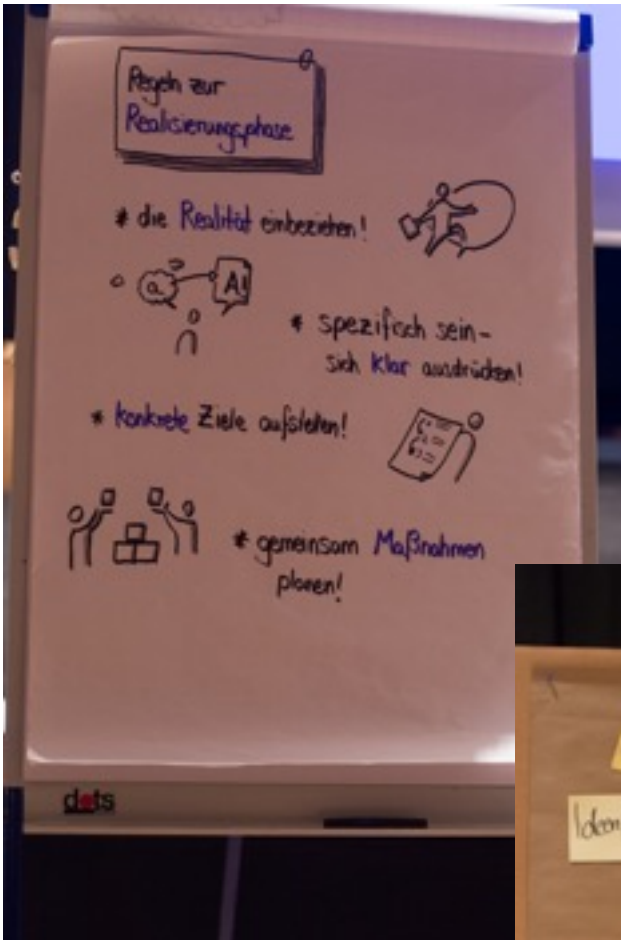 Regeln zur
Realisierungsphase
* die Realität einbeziehen!
a
A!
* spezifisch sein-
sich klar ausdrücken!
* konkrete Ziele aufstellen!
* gemeinsam Maßnahmen
planen!
dots
Ideen